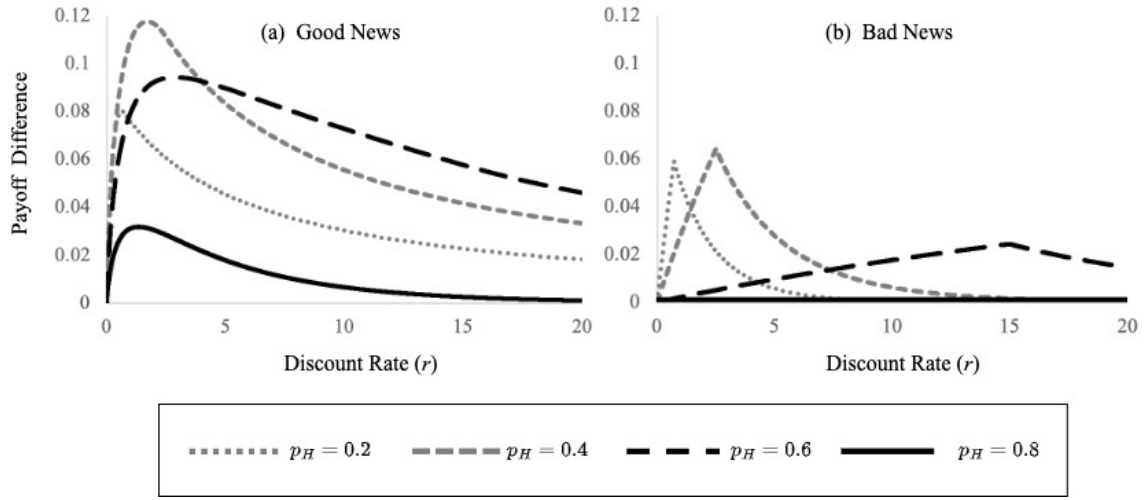 (a) Good News
(b) Bad News
Payoff Difference
0.12
0.1
0.08
0.06
0.04
0.02
0
0 5 10 15 20
Discount Rate (r)
0.12
0.1
0.08
0.06
0.04
0.02
0
0 5 10 15 20
Discount Rate (r)
p_H = 0.2 p_H = 0.4 p_H = 0.6 p_H = 0.8